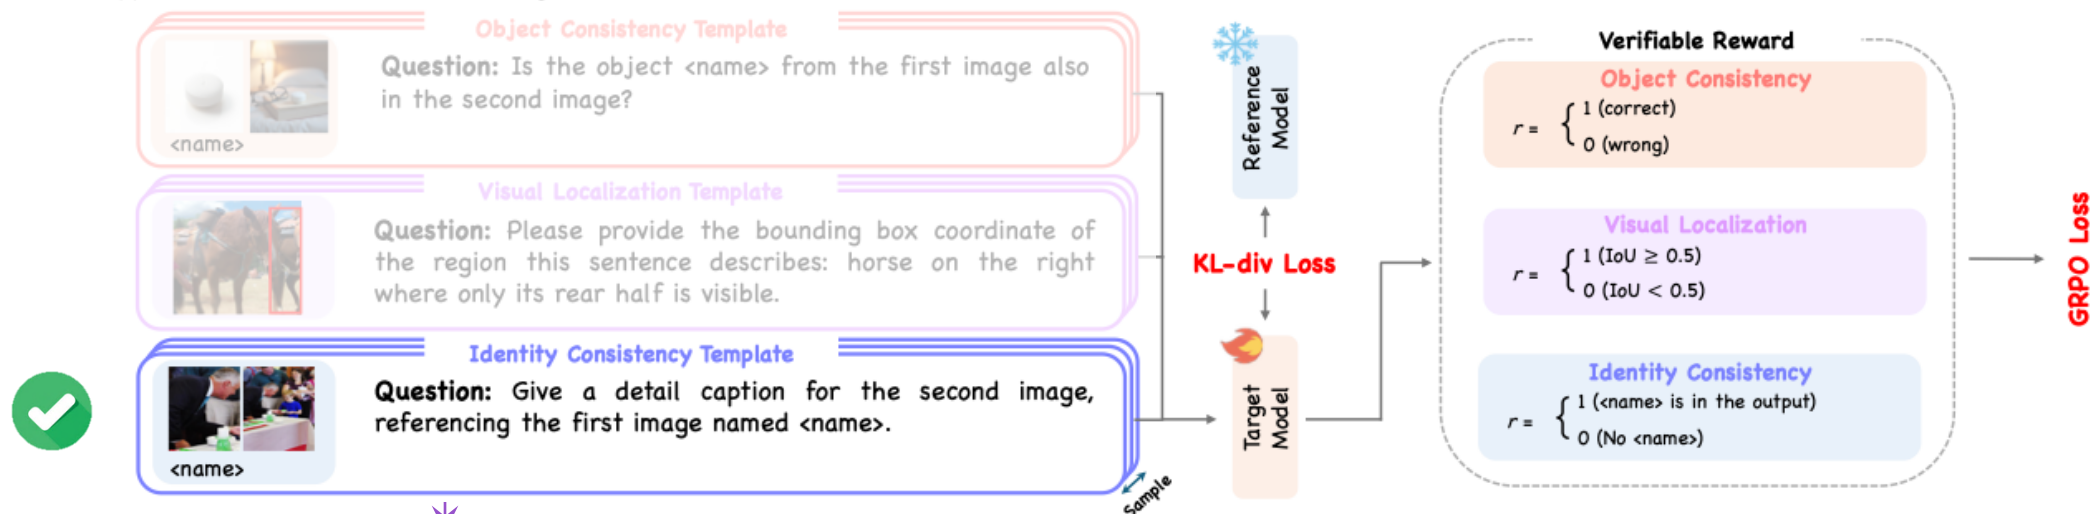 Object Consistency Template
Question: Is the object <name> from the first image also
in the second image?
<name>
Visual Localization Template
Question: Please provide the bounding box coordinate of
the region this sentence describes: horse on the right
where only its rear half is visible.
Identity Consistency Template
Question: Give a detail caption for the second image,
referencing the first image named <name>.
<name>
Sample
Reference
Model
KL-div Loss
Target
Model
Verifiable Reward
Object Consistency
r = { 1 (correct)
0 (wrong)
Visual Localization
r = { 1 (IoU ≥ 0.5)
0 (IoU < 0.5)
Identity Consistency
r = { 1 (<name> is in the output)
0 (No <name>)
GRPO Loss